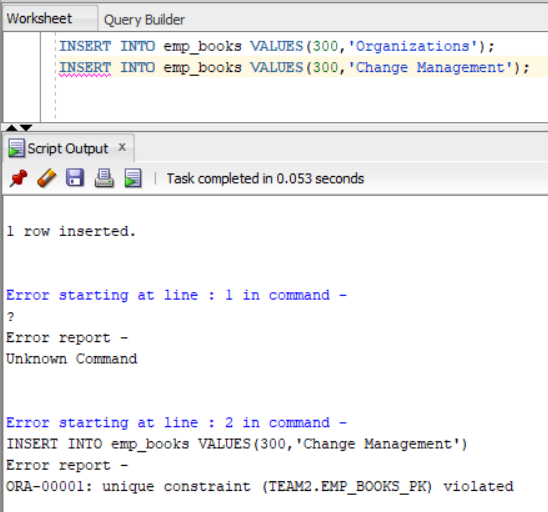 Worksheet Query Builder
INSERT INTO emp_books VALUES(300,'Organizations');
INSERT INTO emp_books VALUES(300,'Change Management');
Script Output x
Task completed in 0.053 seconds
1 row inserted.
Error starting at line : 1 in command -
?
Error report -
Unknown Command
Error starting at line : 2 in command -
INSERT INTO emp_books VALUES(300,'Change Management')
Error report -
ORA-00001: unique constraint (TEAM2.EMP_BOOKS_PK) violated